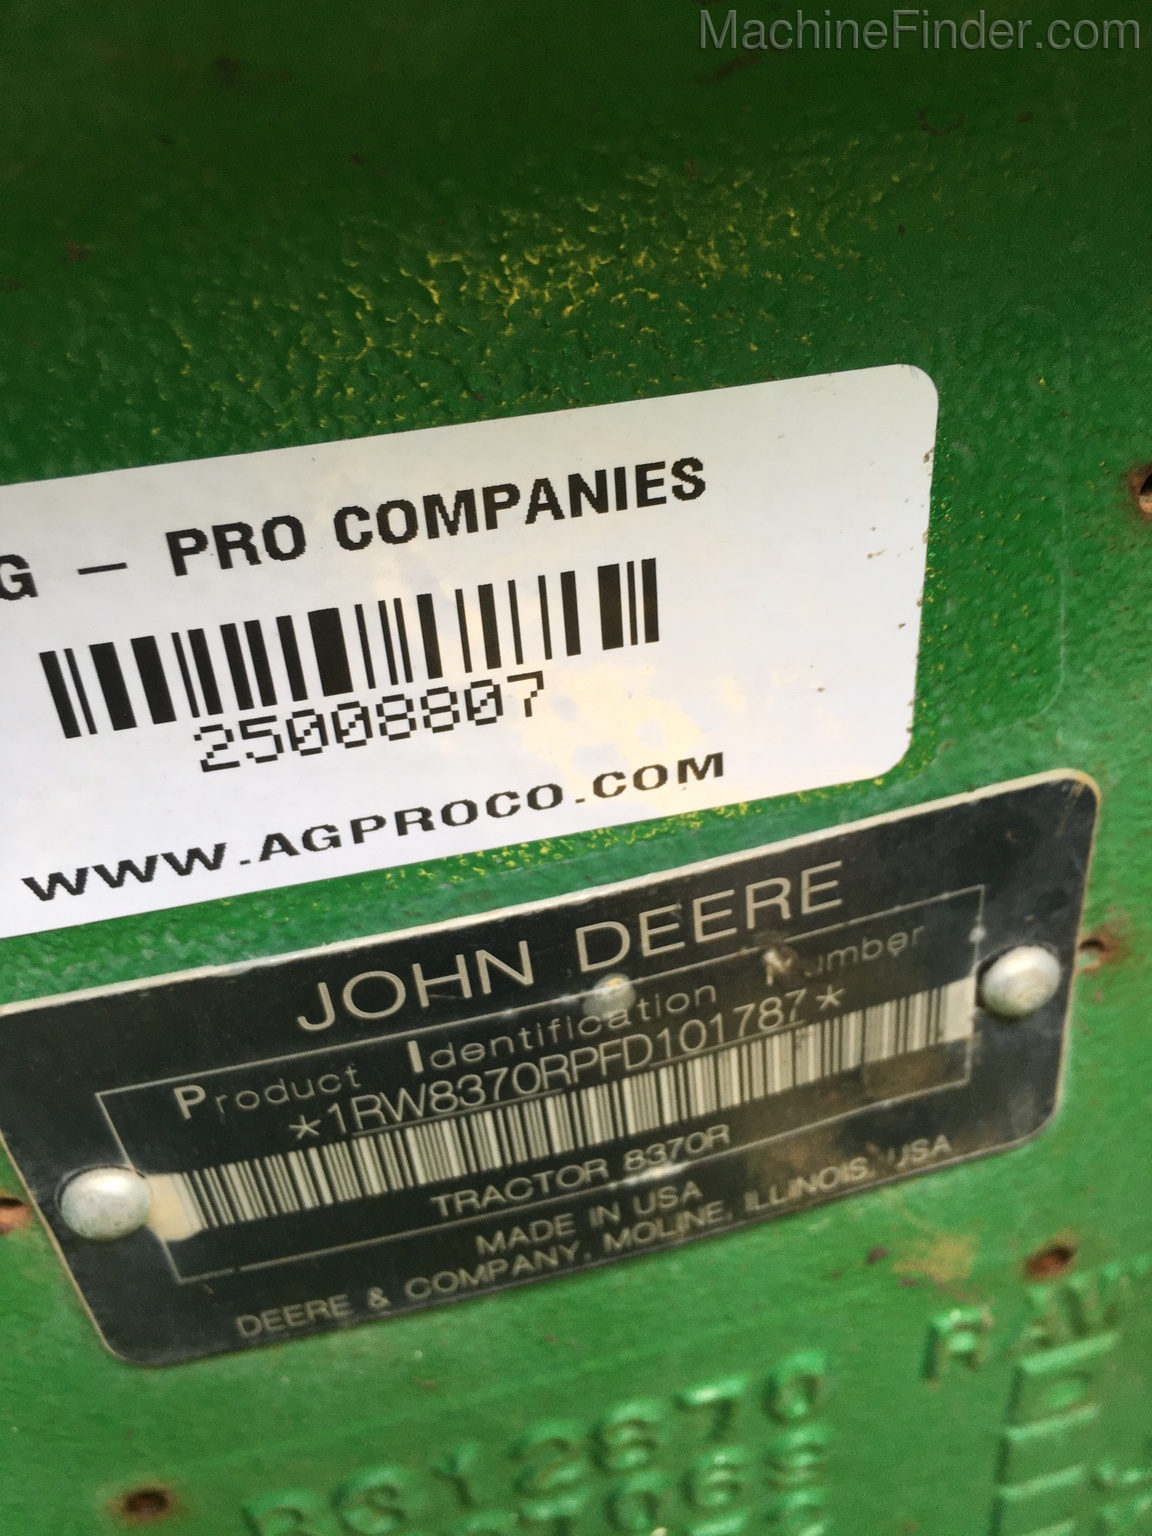 MachineFinder.com
G - PRO COMPANIES
25008807
WWW.AGPROCO.COM
JOHN DEERE
Product Identification Number
*1RW8370RPFD101787*
TRACTOR 8370R
MADE IN USA
DEERE & COMPANY, MOLINE, ILLINOIS, USA